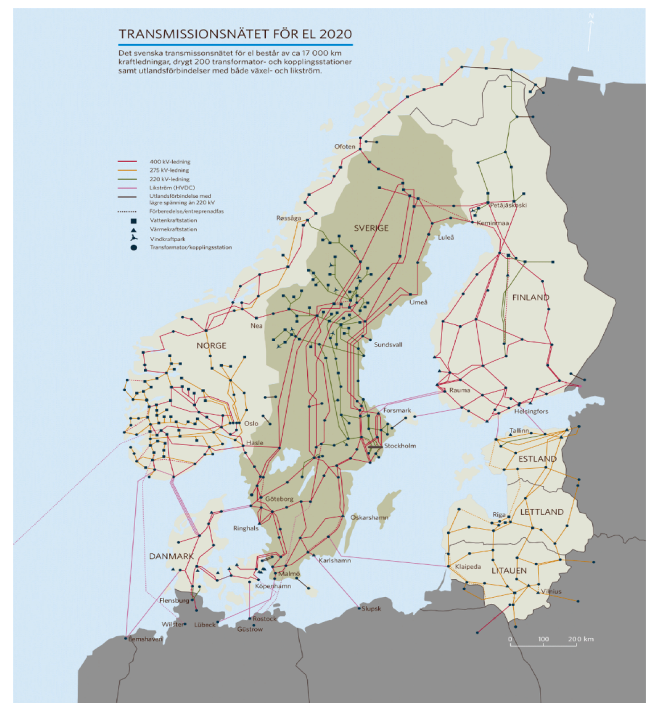 TRANSMISSIONSNÄTET FÖR EL 2020
Det svenska transmissonsnätet för el består av ca 17 000 km
kraftledningar, drygt 200 transformator- och kopplingsstationer
samt utlandsförbindelser med både växel- och likström.
400 kV-ledning
275 kV-ledning
220 kV-ledning
Likström (HVDC)
Utlandsförbindelse med
lägre spänning än 220 kV
Förberedelse/entreprenadfas
Vattenkraftstation
Värmekraftstation
Vindkraftpark
Transformator/kopplingsstation
Ofoten
Røssåga
Petäjäskoski
Keminmaa
SVERIGE
Luleå
Umeå
FINLAND
Nea
Sundsvall
NORGE
Rauma
Forsmark
Helsingfors
Oslo
Tallinn
Hasle
Stockholm
ESTLAND
Göteborg
LETTLAND
Riga
Oskarshamn
Ringhals
DANMARK
Karlshamn
Klaipeda
LITAUEN
Malmö
Köpenhamn
Vilnius
Flensburg
Slupsk
Rostock
Lübeck
Güstrow
0 100 200 km